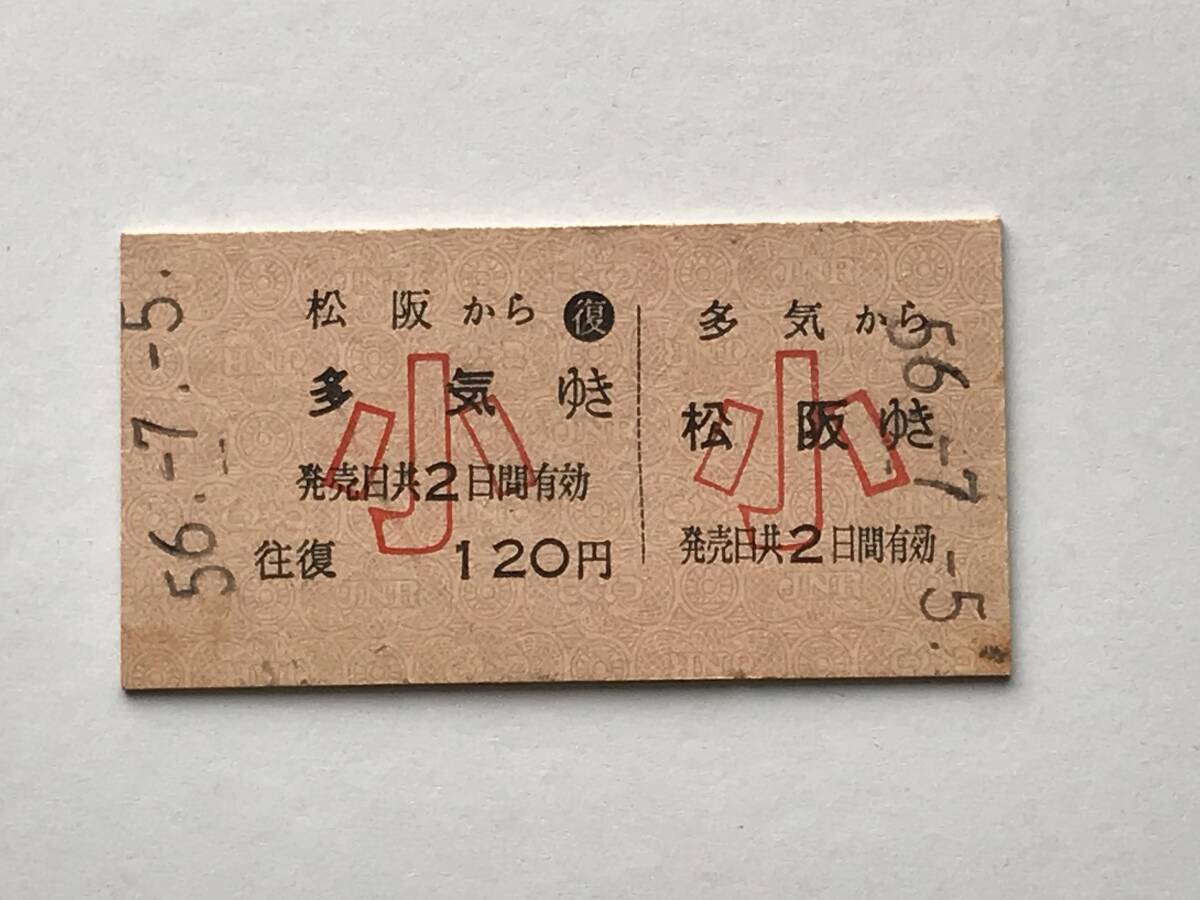 56.-7.-5.
松阪から 復
多気ゆき
小
発売日共2日間有効
往復 120円
多気から
松阪ゆき
小
発売日共2日間有効
56.-7.-5.
JNR